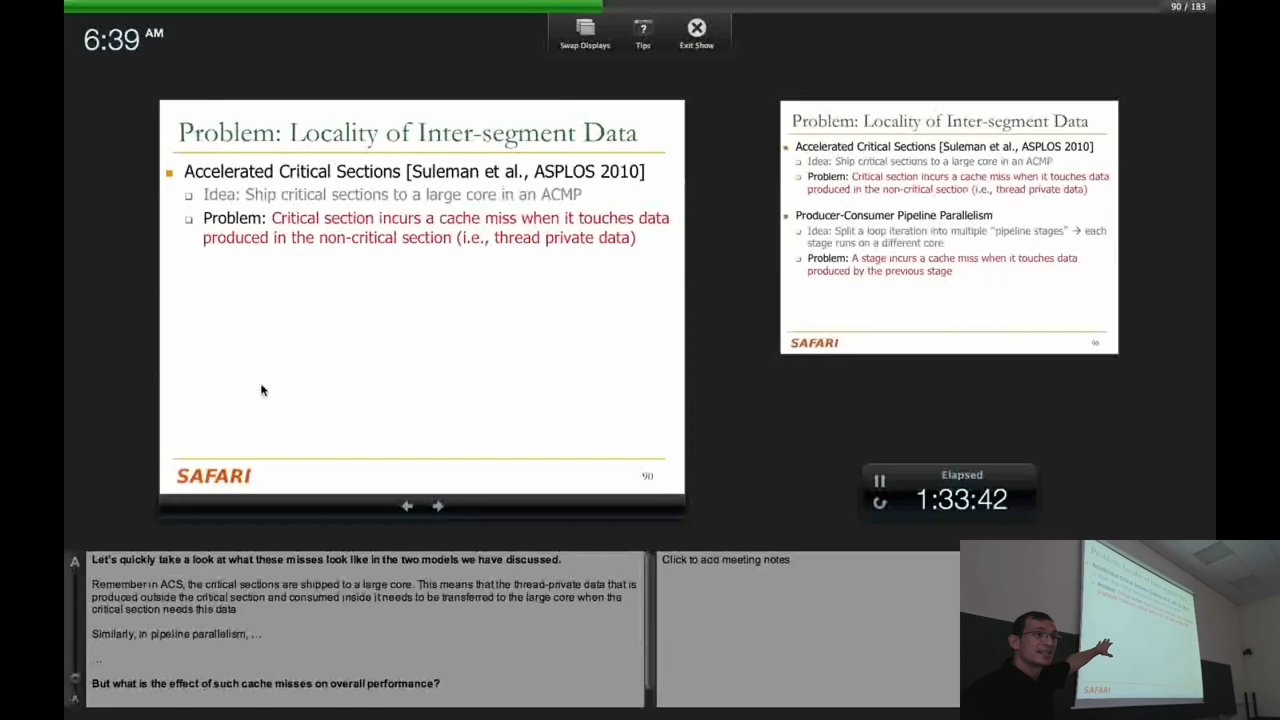 90 / 183
6:39 AM
Swap Displays
Tips
Exit Show
Problem: Locality of Inter-segment Data
Accelerated Critical Sections [Suleman et al., ASPLOS 2010]
Idea: Ship critical sections to a large core in an ACMP
Problem: Critical section incurs a cache miss when it touches data
produced in the non-critical section (i.e., thread private data)
SAFARI
90
Problem: Locality of Inter-segment Data
Accelerated Critical Sections [Suleman et al., ASPLOS 2010]
Idea: Ship critical sections to a large core in an ACMP
Problem: Critical section incurs a cache miss when it touches data
produced in the non-critical section (i.e., thread private data)
Producer-Consumer Pipeline Parallelism
Idea: Split a loop iteration into multiple "pipeline stages" → each
stage runs on a different core
Problem: A stage incurs a cache miss when it touches data
produced by the previous stage
SAFARI
Elapsed
1:33:42
Let's quickly take a look at what these misses look like in the two models we have discussed.
Remember in ACS, the critical sections are shipped to a large core. This means that the thread-private data that is
produced outside the critical section and consumed inside it needs to be transferred to the large core when the
critical section needs this data
Similarly, in pipeline parallelism, ...
...
But what is the effect of such cache misses on overall performance?
A
A
Click to add meeting notes
Problem: Locality of Inter-segment Data
SAFARI